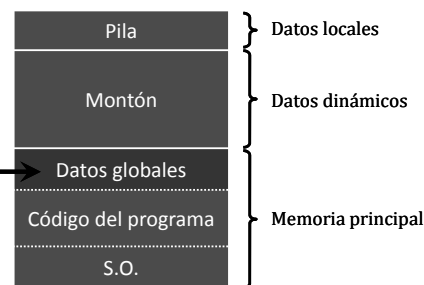 Pila
Datos locales
Montón
Datos dinámicos
Datos globales
Código del programa
Memoria principal
S.O.